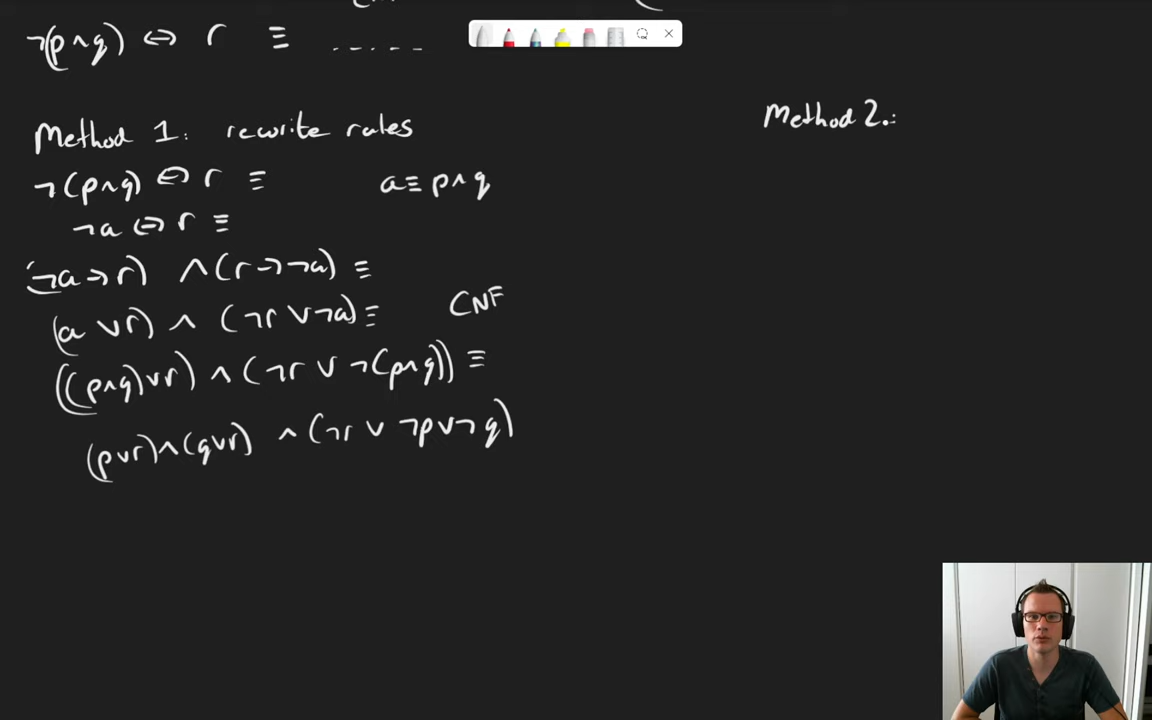 ¬(p∧q) ⇔ r ≡ ......
Method 1: rewrite rules
¬(p∧q) ⇔ r ≡ a≡ p∧q
¬a ⇔ r ≡
(¬a → r) ∧ (r → ¬a) ≡
(a ∨ r) ∧ (¬r ∨ ¬a) ≡ CNF
((p∧q)∨r) ∧ (¬r ∨ ¬(p∧q)) ≡
(p∨r)∧(q∨r) ∧ (¬r ∨ ¬p∨¬q)
Method 2.: